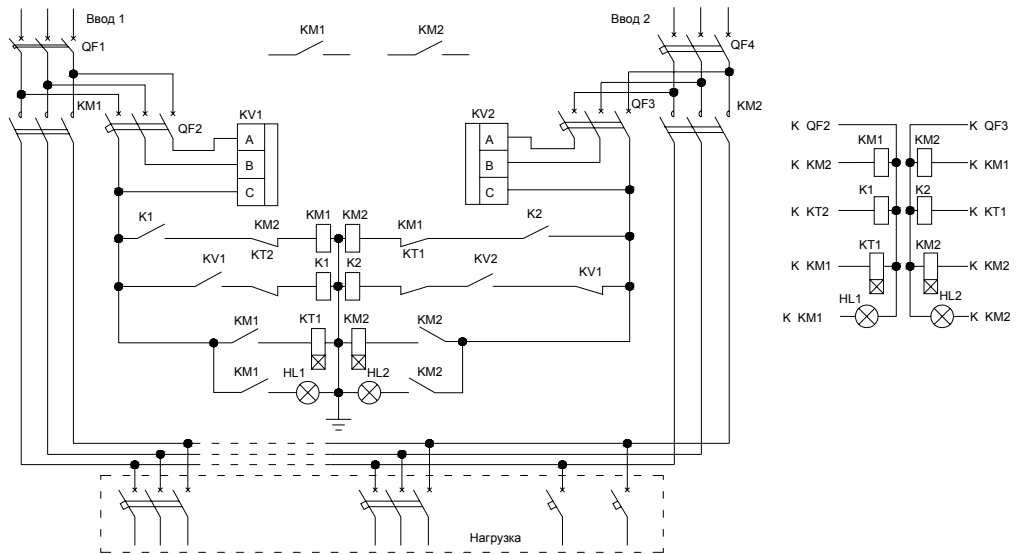 Ввод 1
KM1
KM2
Ввод 2
QF1
QF4
KM1
QF2
KV1
KV2
QF3
KM2
A
B
C
A
B
C
K1
KM2
KM1
KM2
KM1
K2
KT2
KT1
KV1
K1
K2
KV2
KV1
KM1
KT1
KM2
KM2
KM1
HL1
HL2
KM2
Нагрузка
К QF2
К QF3
KM1
KM2
К KM2
К KM1
K1
K2
К KT2
К KT1
KT1
KM2
К KM1
К KM2
HL1
HL2
К KM1
К KM2